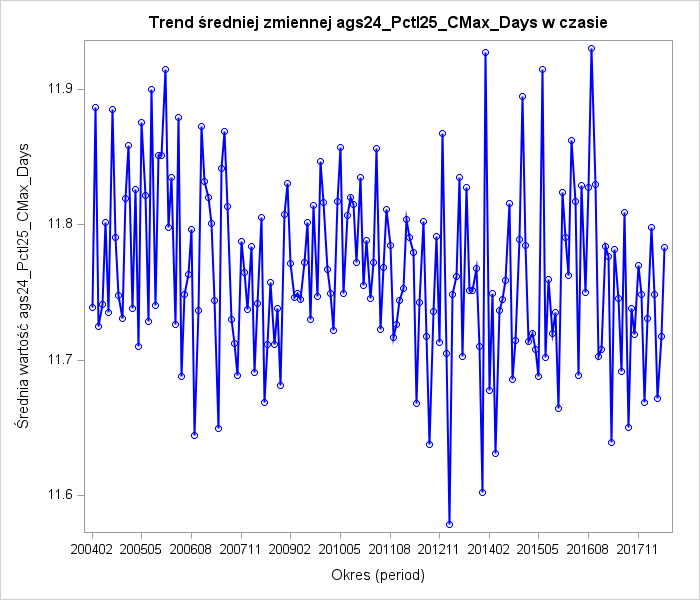 Trend średniej zmiennej ags24_Pctl25_CMax_Days w czasie
Średnia wartość ags24_Pctl25_CMax_Days
11.9
11.8
11.7
11.6
200402 200505 200608 200711 200902 201005 201108 201211 201402 201505 201608 201711
Okres (period)